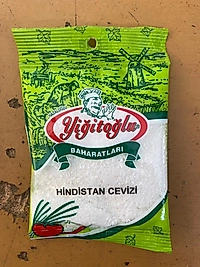 Yiğitoğlu
BAHARATLARI
HİNDİSTAN CEVİZİ